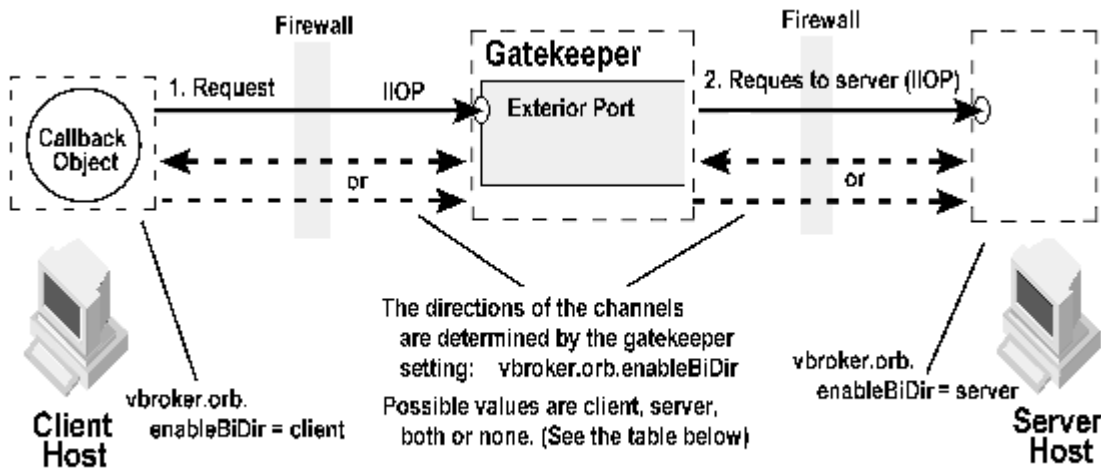 Firewall
Firewall
Gatekeeper
1. Request
IIOP
Exterior Port
2. Reques to server (IIOP)
Callback
Object
or
or
The directions of the channels
are determined by the gatekeeper
setting: vbroker.orb.enableBiDir
Possible values are client, server,
both or none. (See the table below)
vbroker.orb.
enableBiDir = client
vbroker.orb.
enableBiDir = server
Client
Host
Server
Host